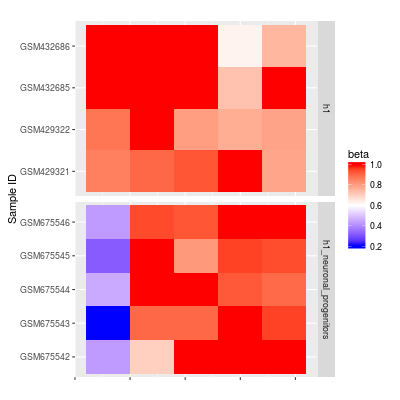 Sample ID
GSM432686
GSM432685
GSM429322
GSM429321
h1
GSM675546
GSM675545
GSM675544
GSM675543
GSM675542
h1_neuronal_progenitors
beta
1.0
0.8
0.6
0.4
0.2